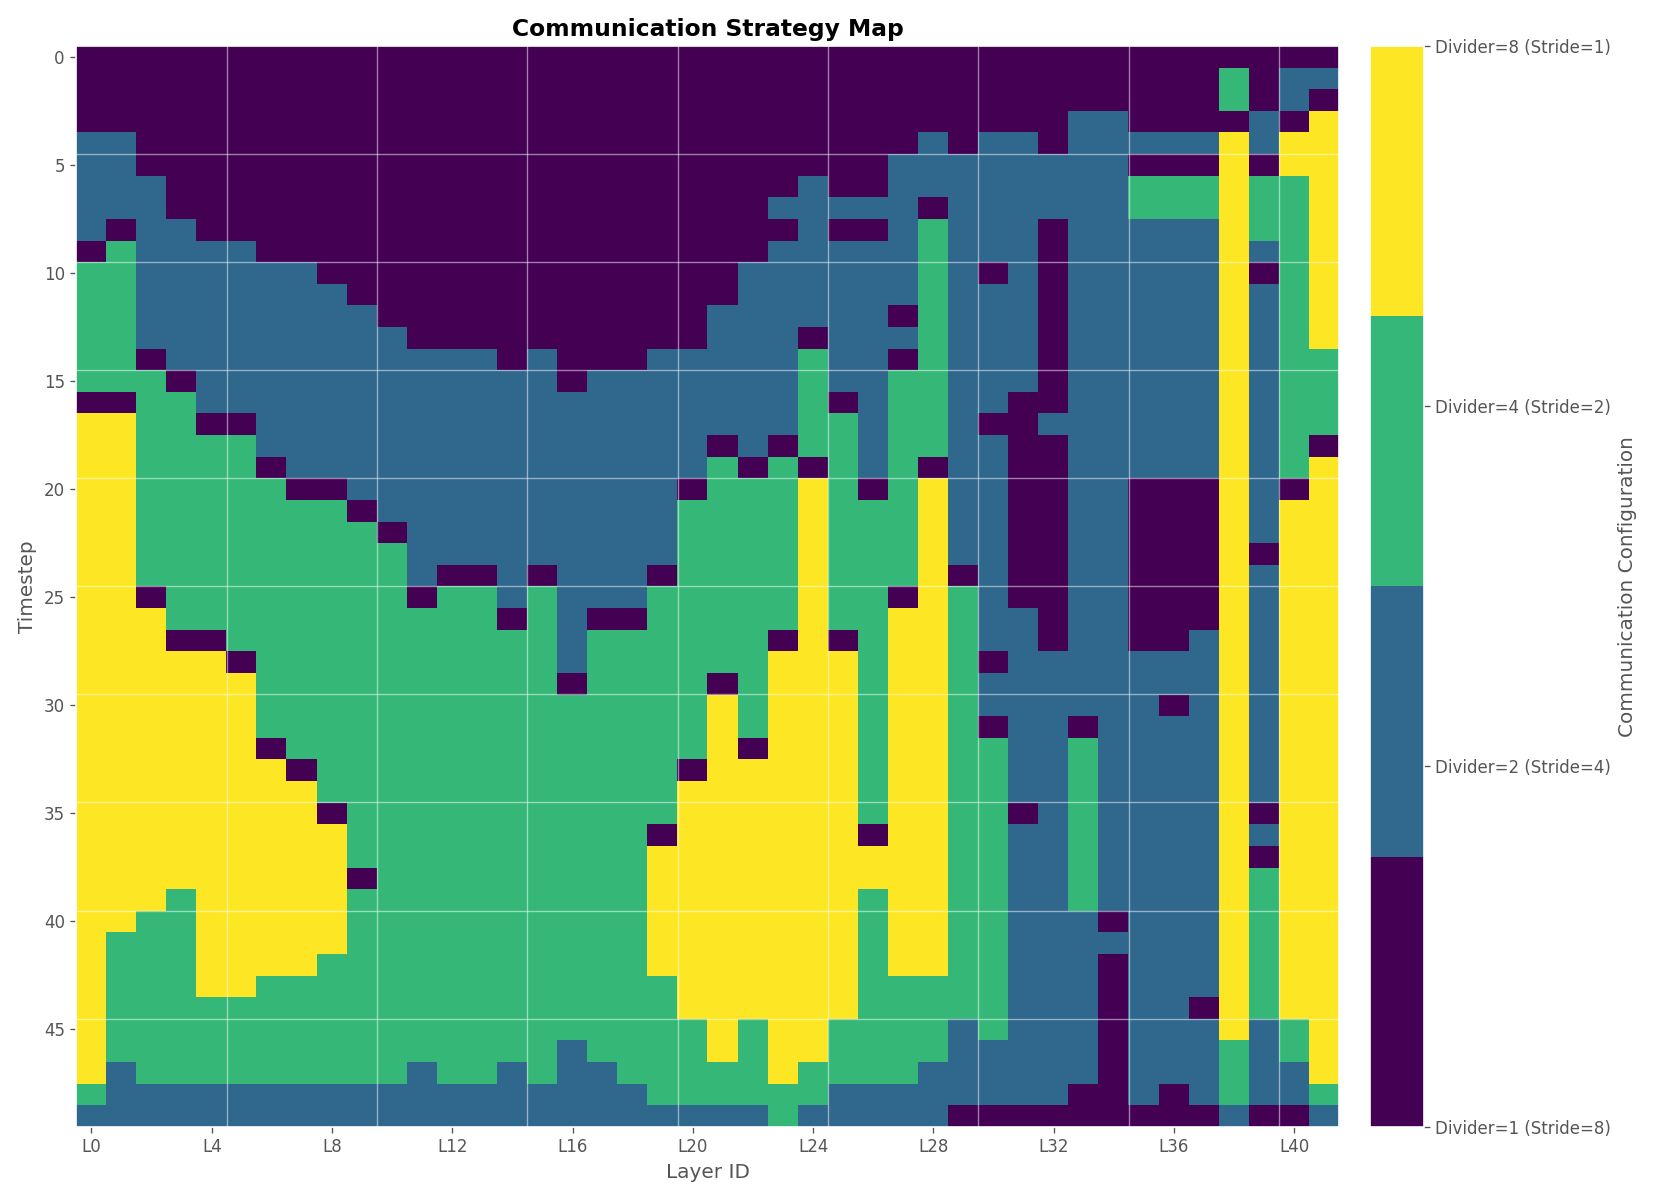 Communication Strategy Map
0
5
10
15
20
25
30
35
40
45
Timestep
L0 L4 L8 L12 L16 L20 L24 L28 L32 L36 L40
Layer ID
Divider=8 (Stride=1)
Divider=4 (Stride=2)
Divider=2 (Stride=4)
Divider=1 (Stride=8)
Communication Configuration